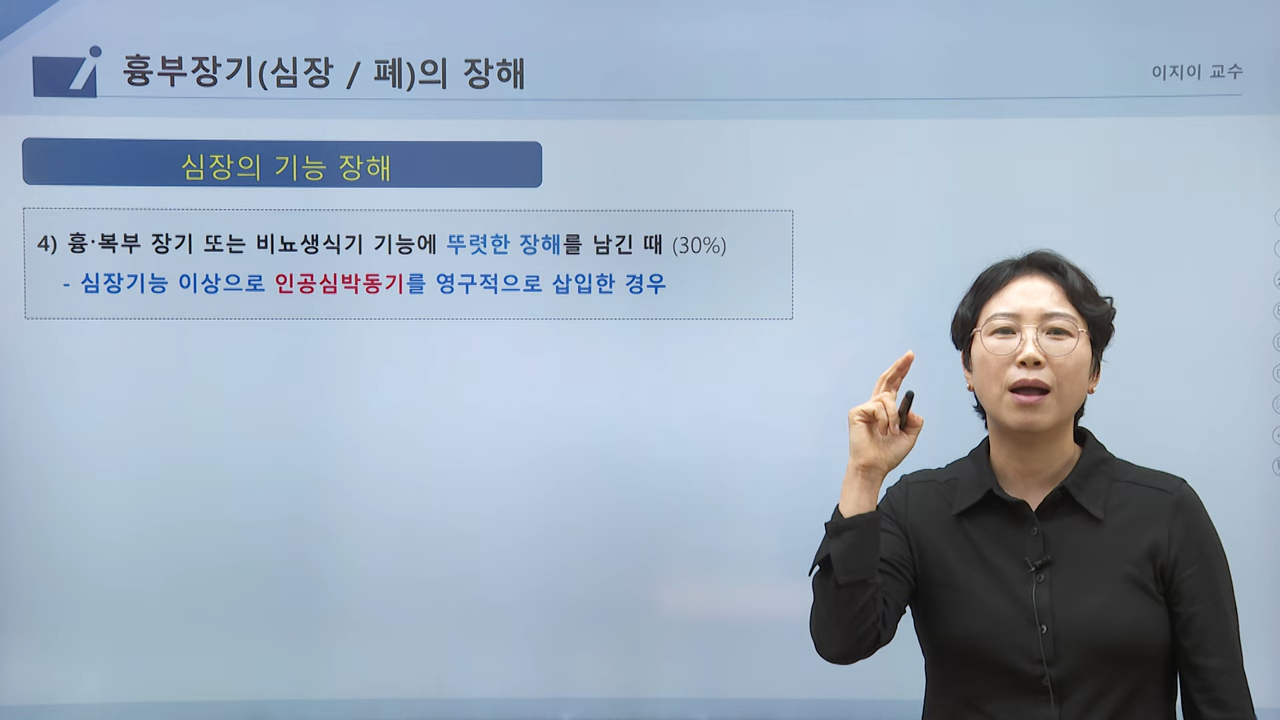 흉부장기(심장 / 폐)의 장해
이지이 교수
심장의 기능 장해
4) 흉·복부 장기 또는 비뇨생식기 기능에 뚜렷한 장해를 남긴 때 (30%)
- 심장기능 이상으로 인공심박동기를 영구적으로 삽입한 경우